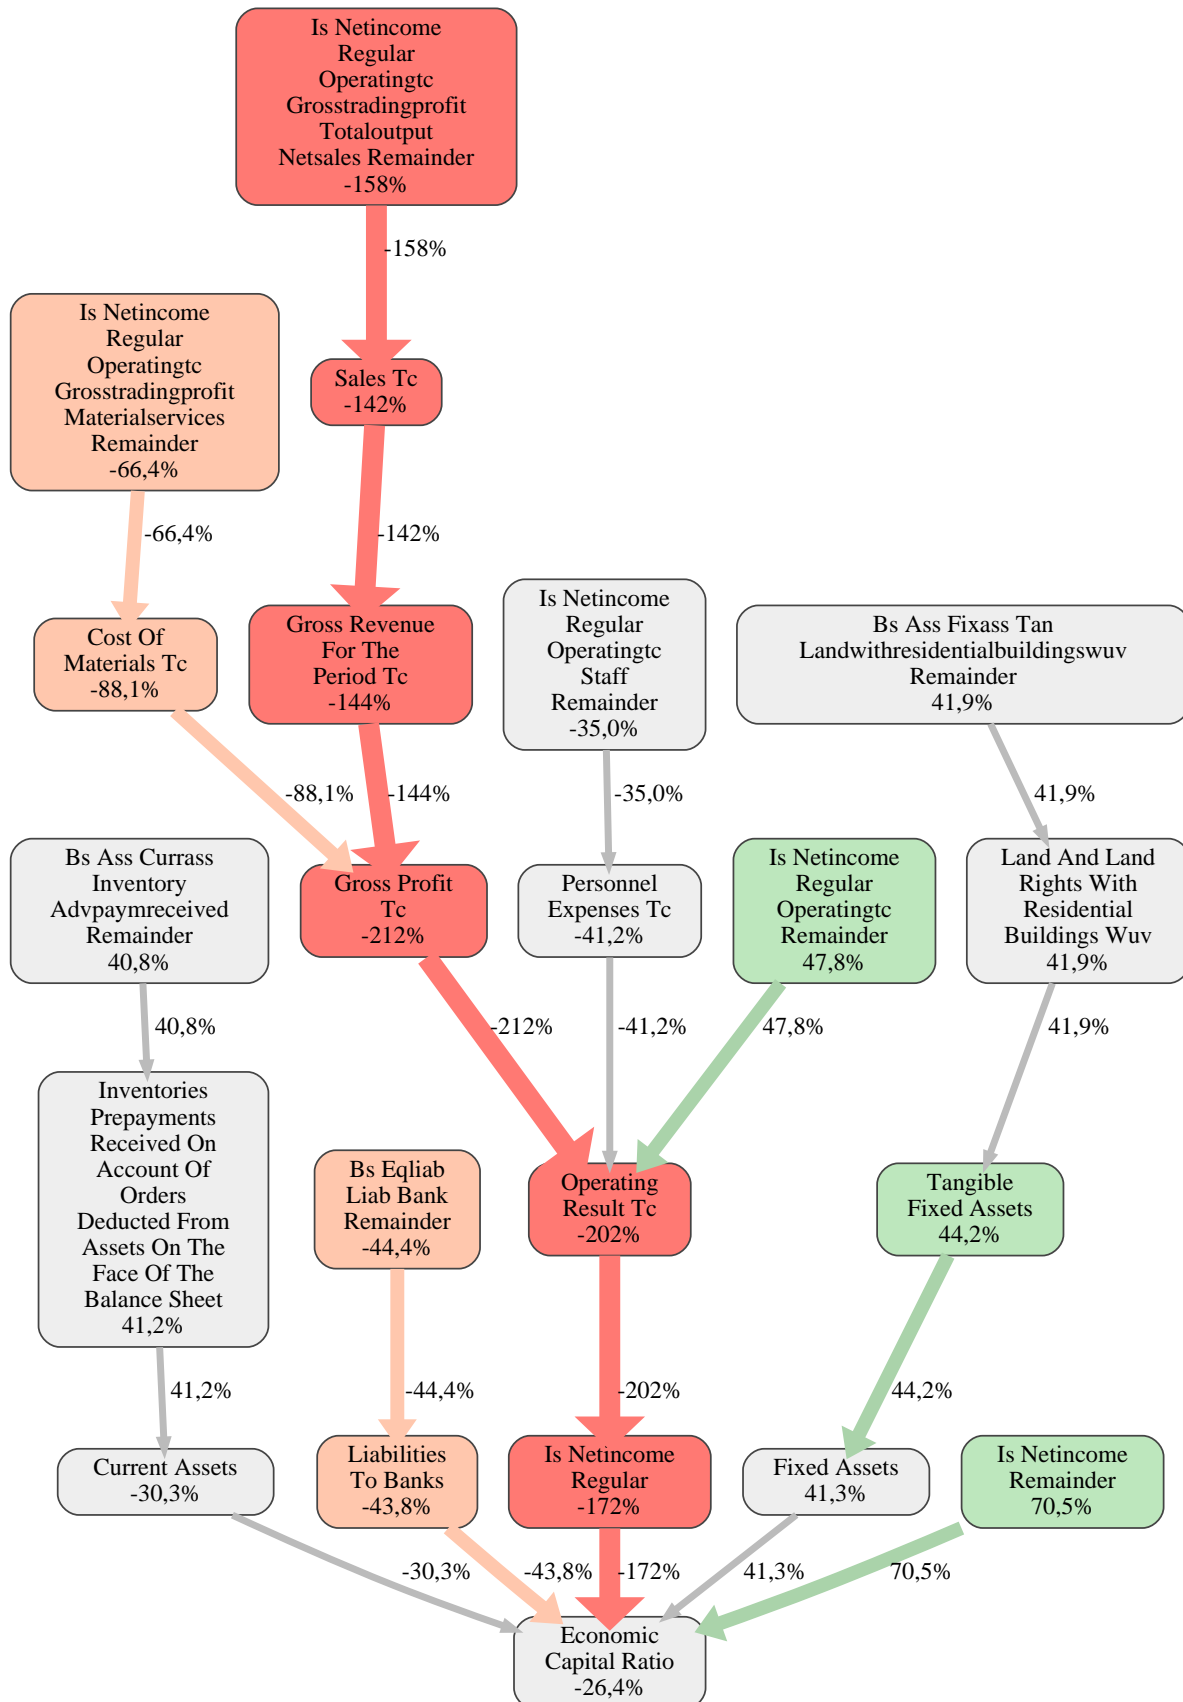 Is Netincome
Regular
Operatingtc
Grosstradingprofit
Totaloutput
Netsales Remainder
-158%
-158%
Is Netincome
Regular
Operatingtc
Grosstradingprofit
Materialservices
Remainder
-66,4%
Sales Tc
-142%
-66,4%
-142%
Cost Of
Materials Tc
-88,1%
Gross Revenue
For The
Period Tc
-144%
Is Netincome
Regular
Operatingtc
Staff
Remainder
-35,0%
Bs Ass Fixass Tan
Landwithresidentialbuildingswuv
Remainder
41,9%
-88,1%
-144%
-35,0%
41,9%
Bs Ass Currass
Inventory
Advpaymreceived
Remainder
40,8%
Gross Profit
Tc
-212%
Personnel
Expenses Tc
-41,2%
Is Netincome
Regular
Operatingtc
Remainder
47,8%
Land And Land
Rights With
Residential
Buildings Wuv
41,9%
40,8%
-212%
-41,2%
47,8%
41,9%
Inventories
Prepayments
Received On
Account Of
Orders
Deducted From
Assets On The
Face Of The
Balance Sheet
41,2%
Bs Eqliab
Liab Bank
Remainder
-44,4%
Operating
Result Tc
-202%
Tangible
Fixed Assets
44,2%
41,2%
-44,4%
-202%
44,2%
Current Assets
-30,3%
Liabilities
To Banks
-43,8%
Is Netincome
Regular
-172%
Fixed Assets
41,3%
Is Netincome
Remainder
70,5%
-30,3%
-43,8%
-172%
41,3%
70,5%
Economic
Capital Ratio
-26,4%